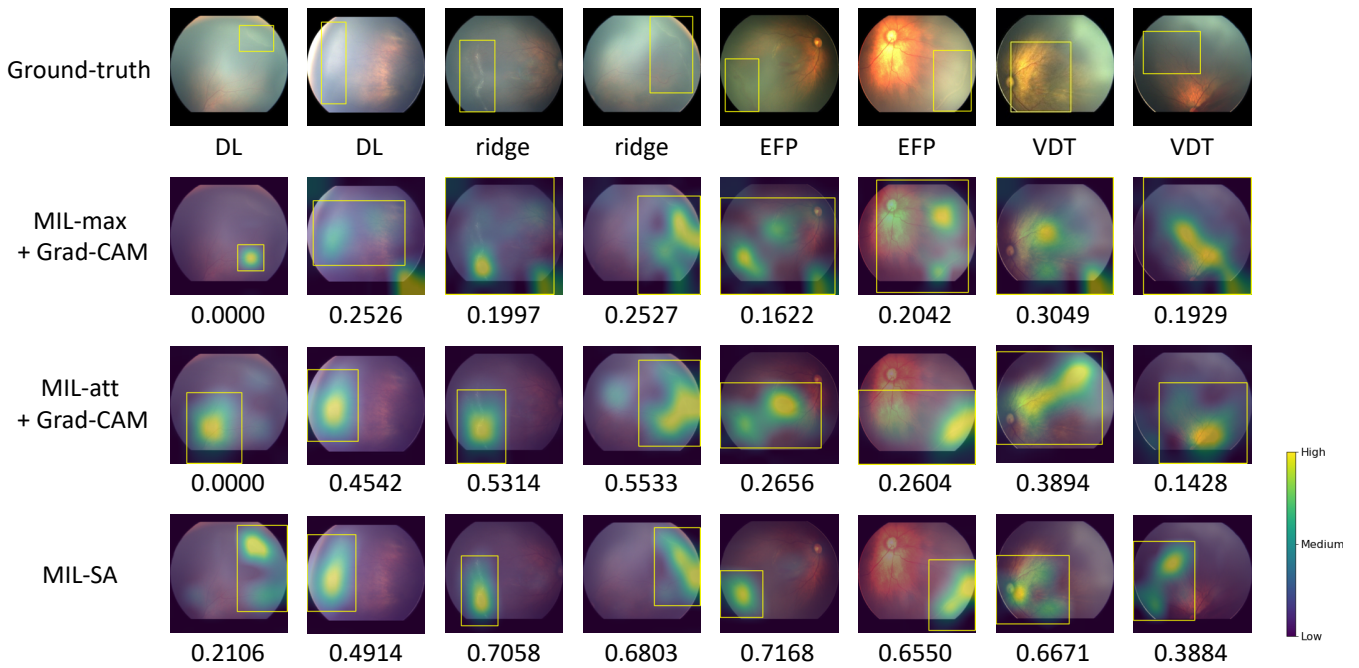 Ground-truth
DL DL ridge ridge EFP EFP VDT VDT
MIL-max
+ Grad-CAM
0.0000 0.2526 0.1997 0.2527 0.1622 0.2042 0.3049 0.1929
MIL-att
+ Grad-CAM
0.0000 0.4542 0.5314 0.5533 0.2656 0.2604 0.3894 0.1428
High
Medium
Low
MIL-SA
0.2106 0.4914 0.7058 0.6803 0.7168 0.6550 0.6671 0.3884